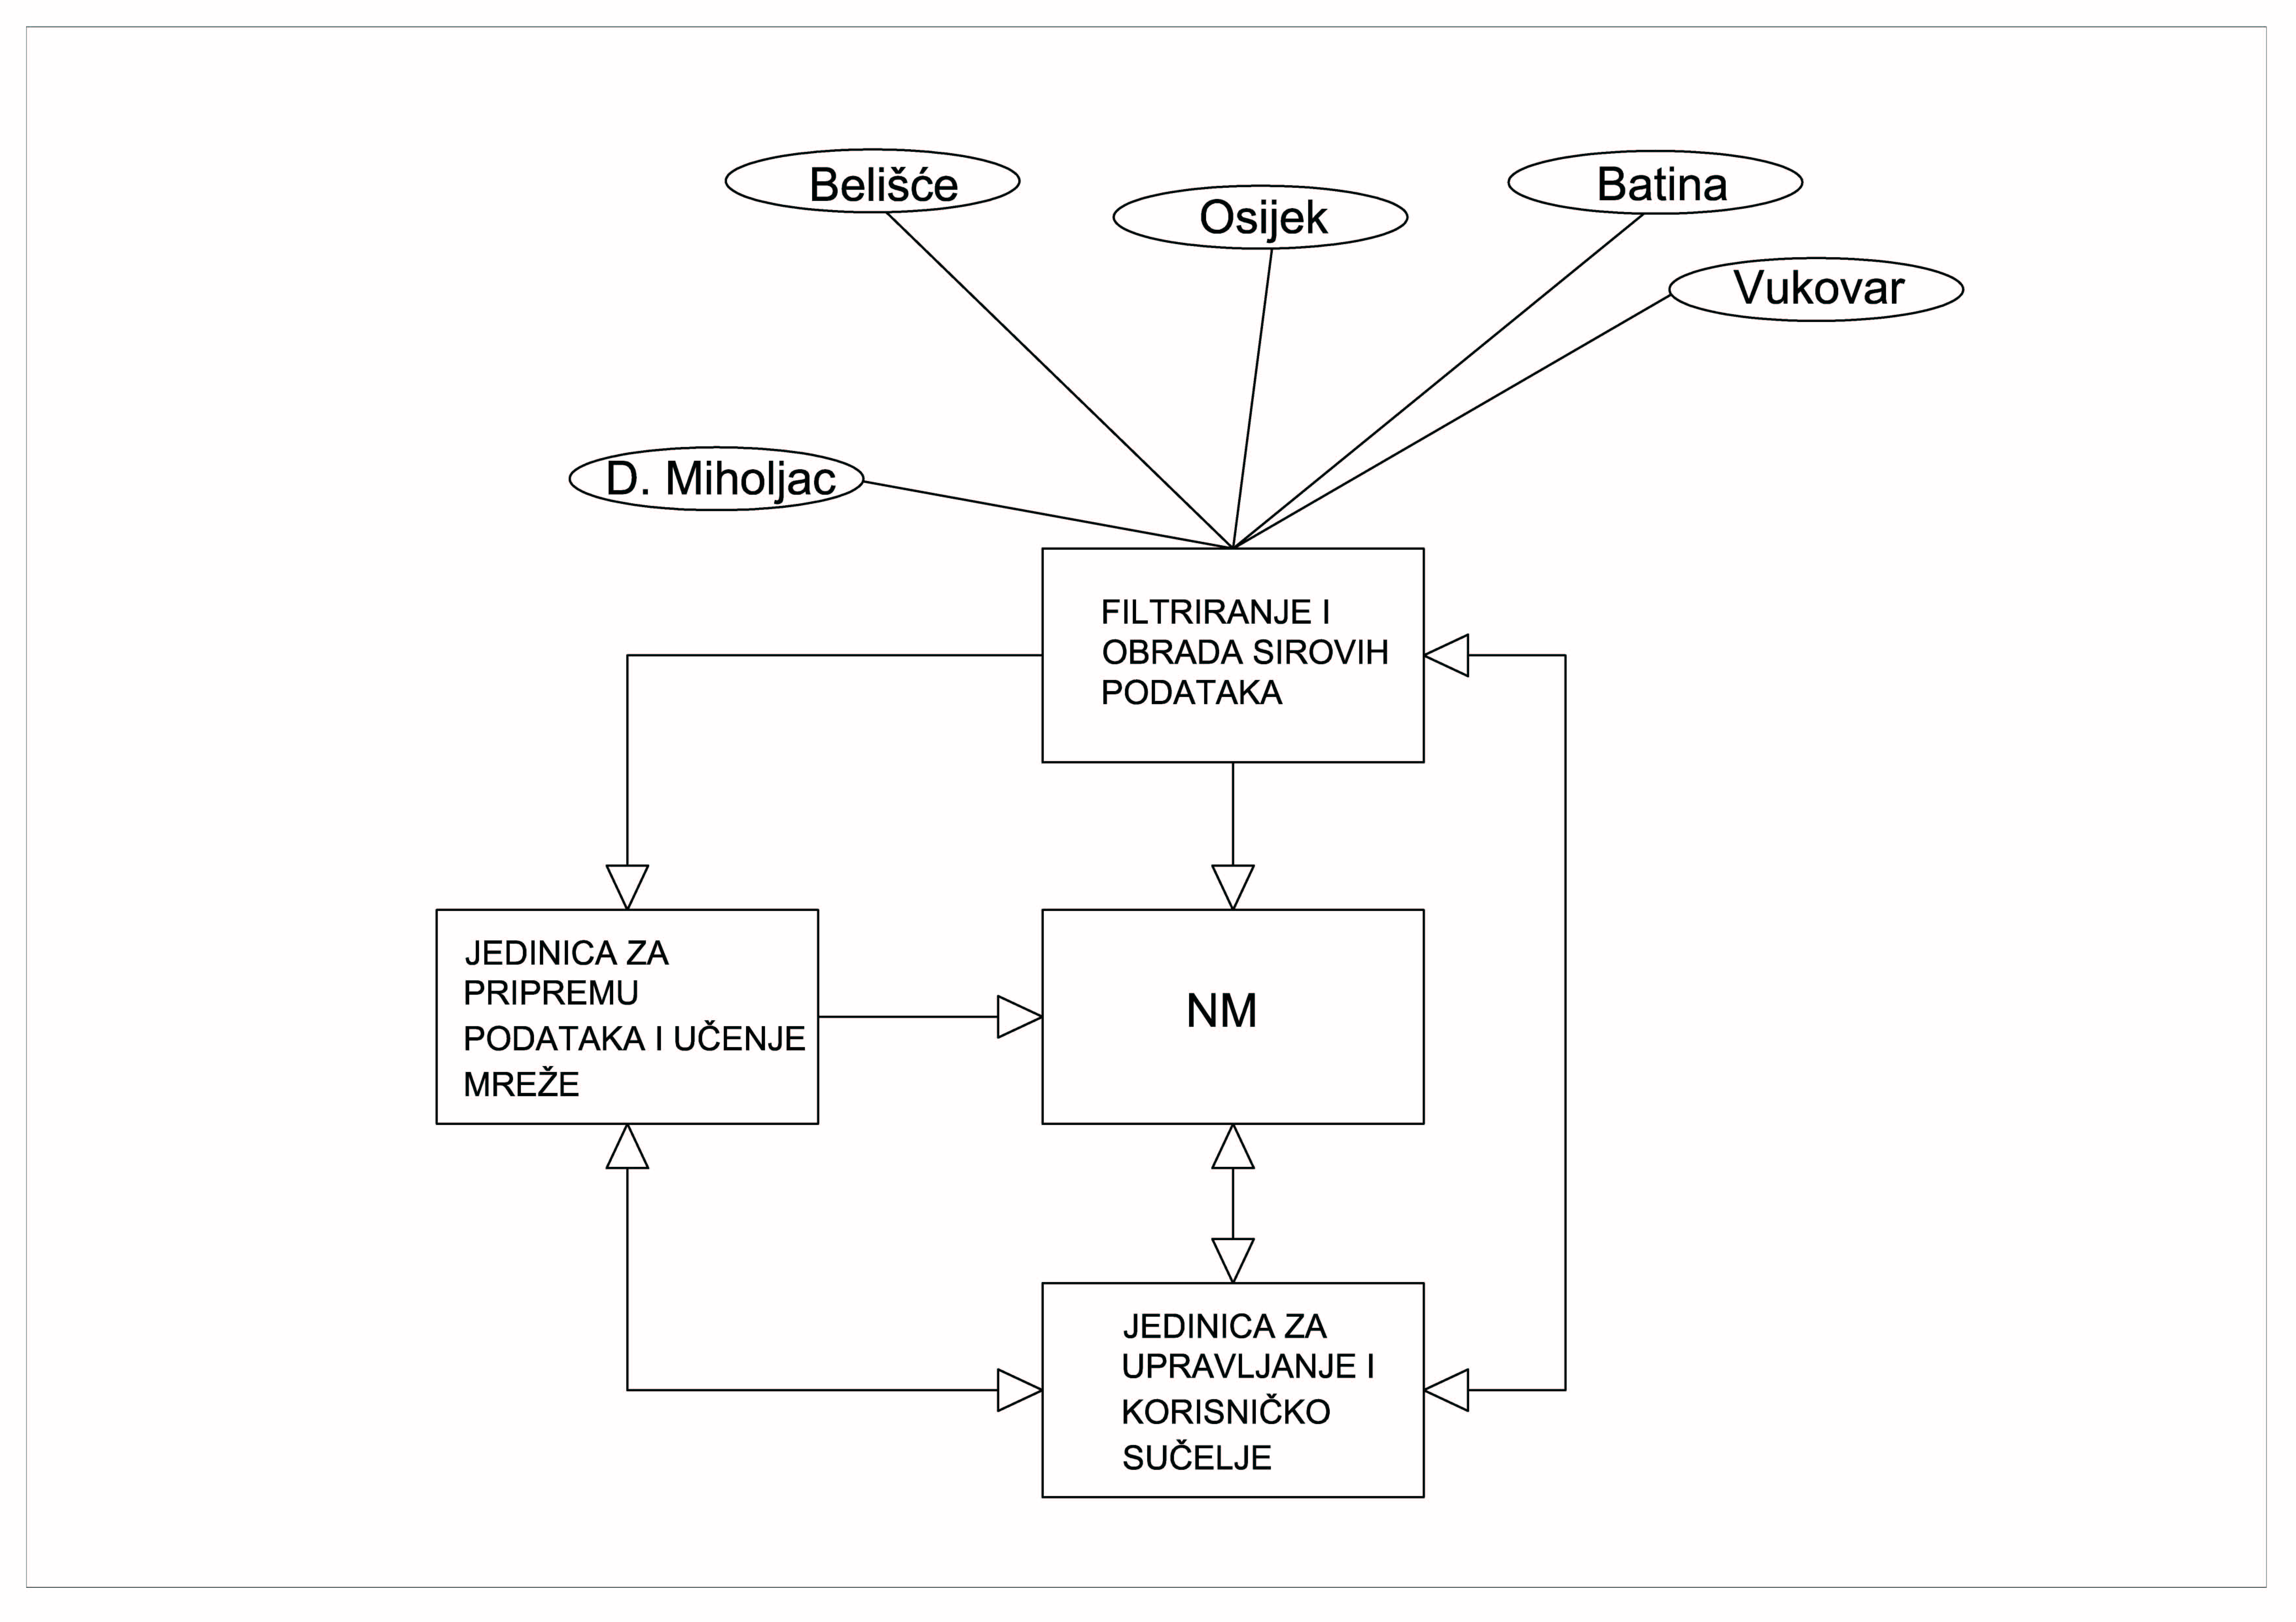 Belišće
Osijek
Batina
Vukovar
D. Miholjac
FILTRIRANJE I
OBRADA SIROVIH
PODATAKA
JEDINICA ZA
PRIPREMU
PODATAKA I UČENJE
MREŽE
NM
JEDINICA ZA
UPRAVLJANJE I
KORISNIČKO
SUČELJE